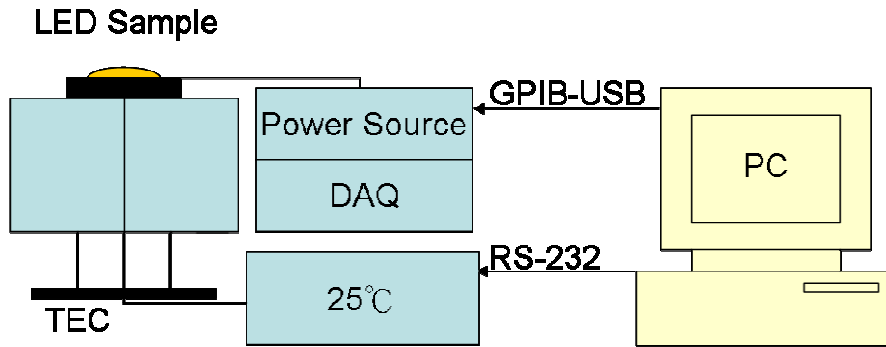 LED Sample
GPIB-USB
Power Source
PC
DAQ
RS-232
25℃
TEC